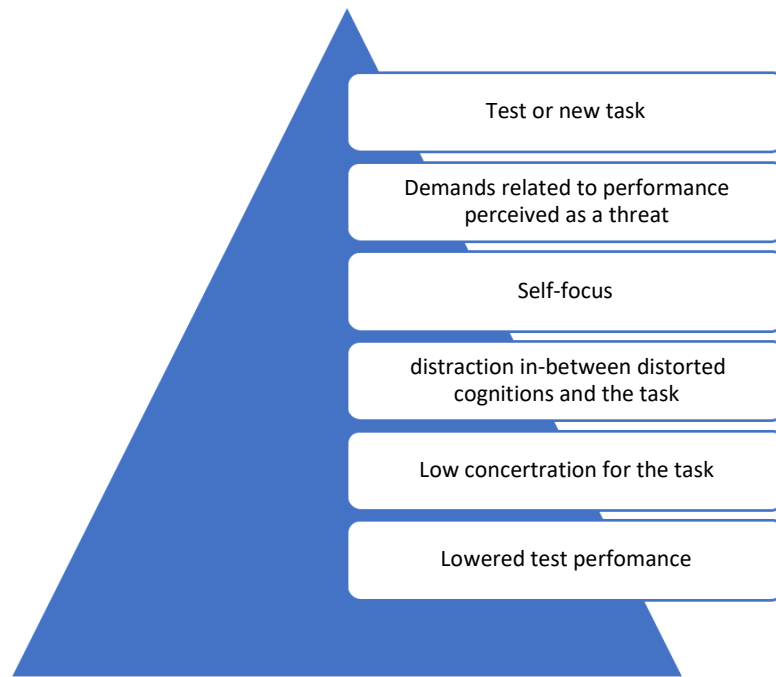 Test or new task
Demands related to performance
perceived as a threat
Self-focus
distraction in-between distorted
cognitions and the task
Low concertration for the task
Lowered test perfomance